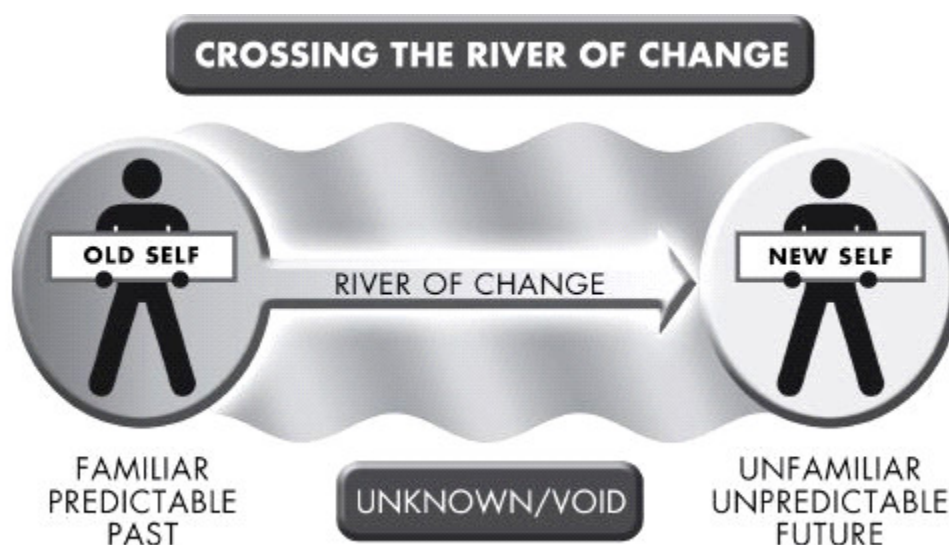 CROSSING THE RIVER OF CHANGE
OLD SELF
RIVER OF CHANGE
NEW SELF
FAMILIAR
PREDICTABLE
PAST
UNKNOWN/VOID
UNFAMILIAR
UNPREDICTABLE
FUTURE